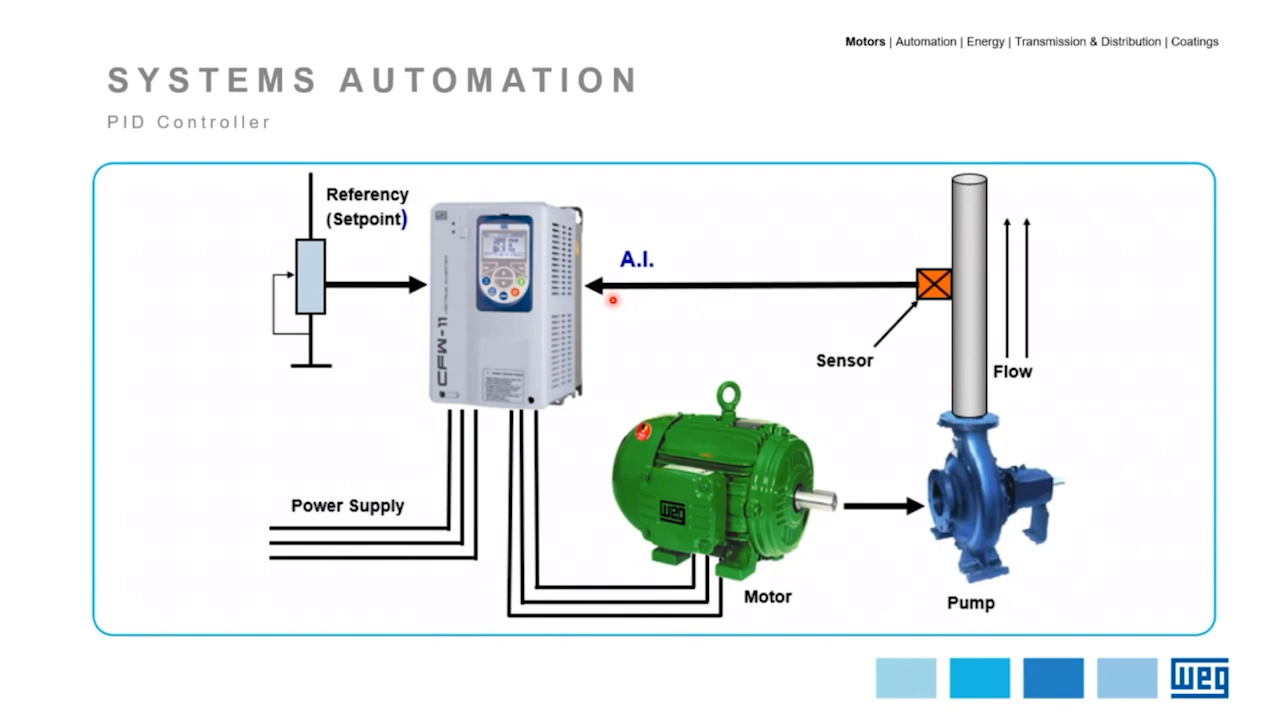 Motors | Automation | Energy | Transmission & Distribution | Coatings
SYSTEMS AUTOMATION
PID Controller
Referency
(Setpoint)
A.I.
CFW-11
Sensor
Flow
Power Supply
weg
Motor
Pump
weg